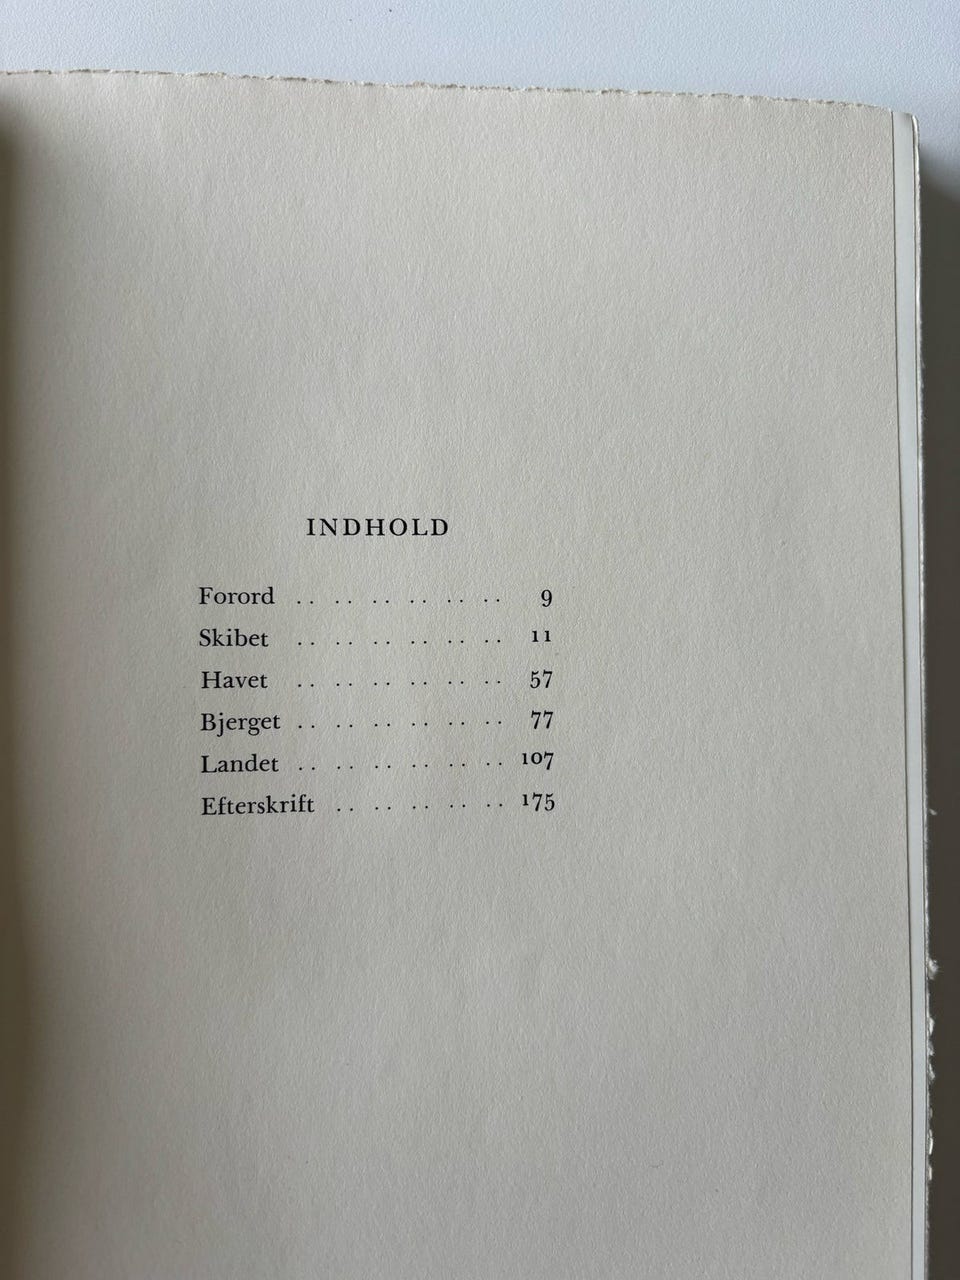 INDHOLD
Forord .. .. .. .. .. .. 9
Skibet .. .. .. .. .. .. 11
Havet .. .. .. .. .. .. 57
Bjerget .. .. .. .. .. .. 77
Landet .. .. .. .. .. .. 107
Efterskrift .. .. .. .. .. 175